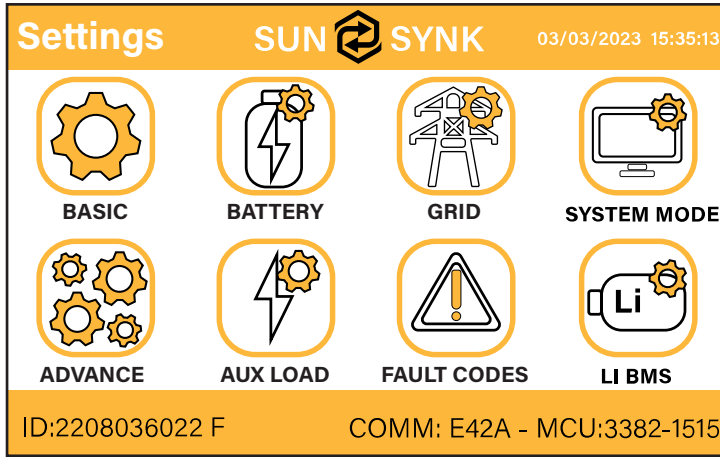 Settings SUN SYNK 03/03/2023 15:35:13
BASIC BATTERY GRID SYSTEM MODE
Li
ADVANCE AUX LOAD FAULT CODES LI BMS
ID:2208036022 F COMM: E42A - MCU:3382-1515